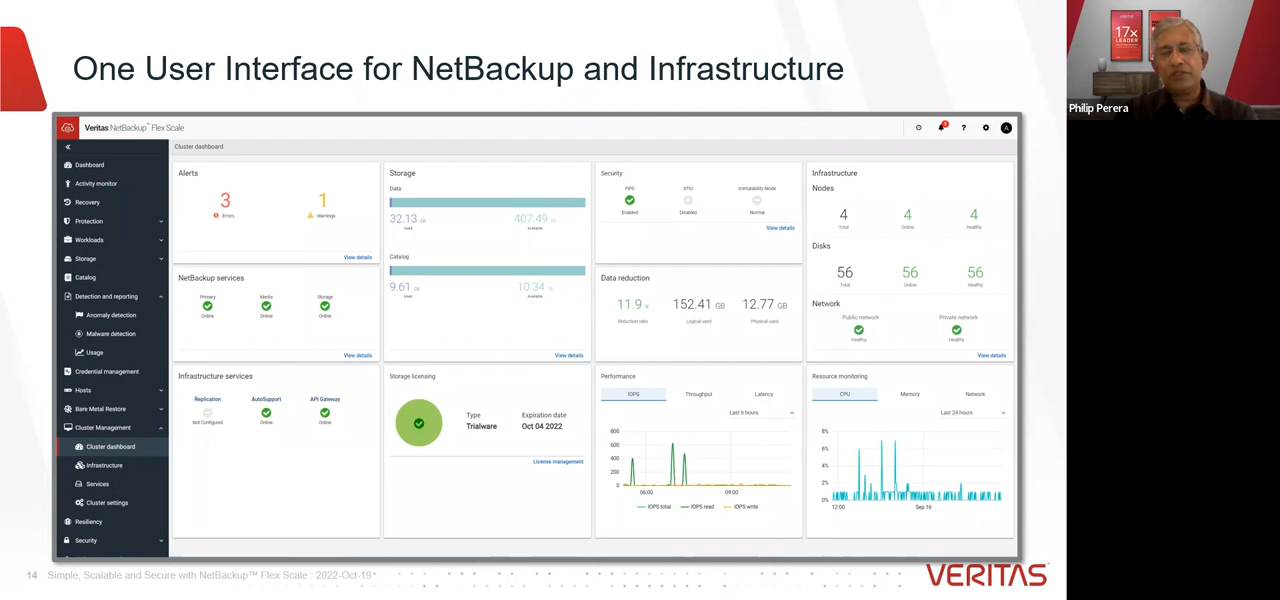 One User Interface for NetBackup and Infrastructure
Veritas NetBackup™ Flex Scale
Cluster dashboard
Dashboard
Activity monitor
Recovery
Protection
Workloads
Storage
Catalog
Detection and reporting
Anomaly detection
Malware detection
Usage
Credential management
Hosts
Bare Metal Restore
Cluster Management
Cluster dashboard
Infrastructure
Services
Cluster settings
Resiliency
Security
Alerts
3 1
Errors Warnings
View details
NetBackup services
Primary Media Storage
Online Online Online
View details
Infrastructure services
Replication AutoSupport API Gateway
Not Configured Online Online
Storage
Data
32.13 GB 407.49 TB
Used Available
Catalog
9.61 GB 10.34 TB
Used Available
View details
Storage licensing
Type Expiration date
Trialware Oct 04 2022
License management
Security
FIPS STIG Immutability Mode
Enabled Disabled Normal
View details
Data reduction
11.9 x 152.41 GB 12.77 GB
Reduction ratio Logical used Physical used
Performance
IOPS Throughput Latency
Last 6 hours
800
600
400
200
0
06:00 09:00
IOPS total IOPS read IOPS write
Infrastructure
Nodes
4 4 4
Total Online Healthy
Disks
56 56 56
Total Online Healthy
Network
Public network Private network
Healthy Healthy
View details
Resource monitoring
CPU Memory Network
Last 24 hours
8%
6%
4%
2%
0%
12:00 Sep 16
A
14 Simple, Scalable and Secure with NetBackup™ Flex Scale : 2022-Oct-19
VERITAS
17x
LEADER
Philip Perera